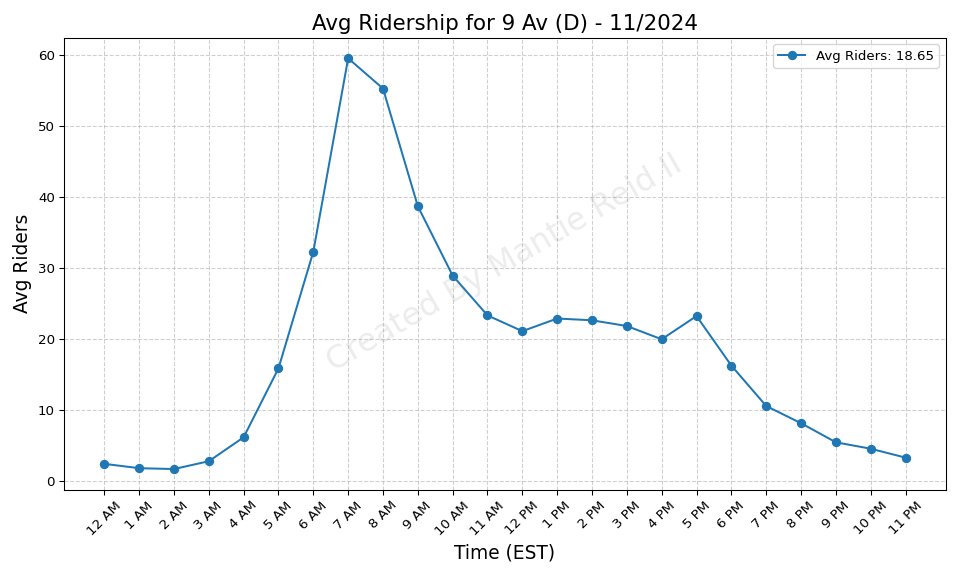 Avg Ridership for 9 Av (D) - 11/2024
Avg Riders: 18.65
60
50
40
30
20
10
0
Avg Riders
Created By Mantie Reid II
12 AM 1 AM 2 AM 3 AM 4 AM 5 AM 6 AM 7 AM 8 AM 9 AM 10 AM 11 AM 12 PM 1 PM 2 PM 3 PM 4 PM 5 PM 6 PM 7 PM 8 PM 9 PM 10 PM 11 PM
Time (EST)